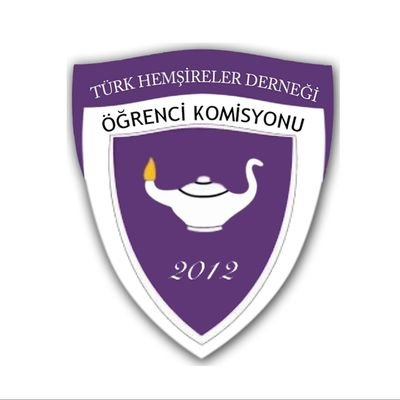 TÜRK HEMŞİRELER DERNEĞİ
ÖĞRENCİ KOMİSYONU
2012